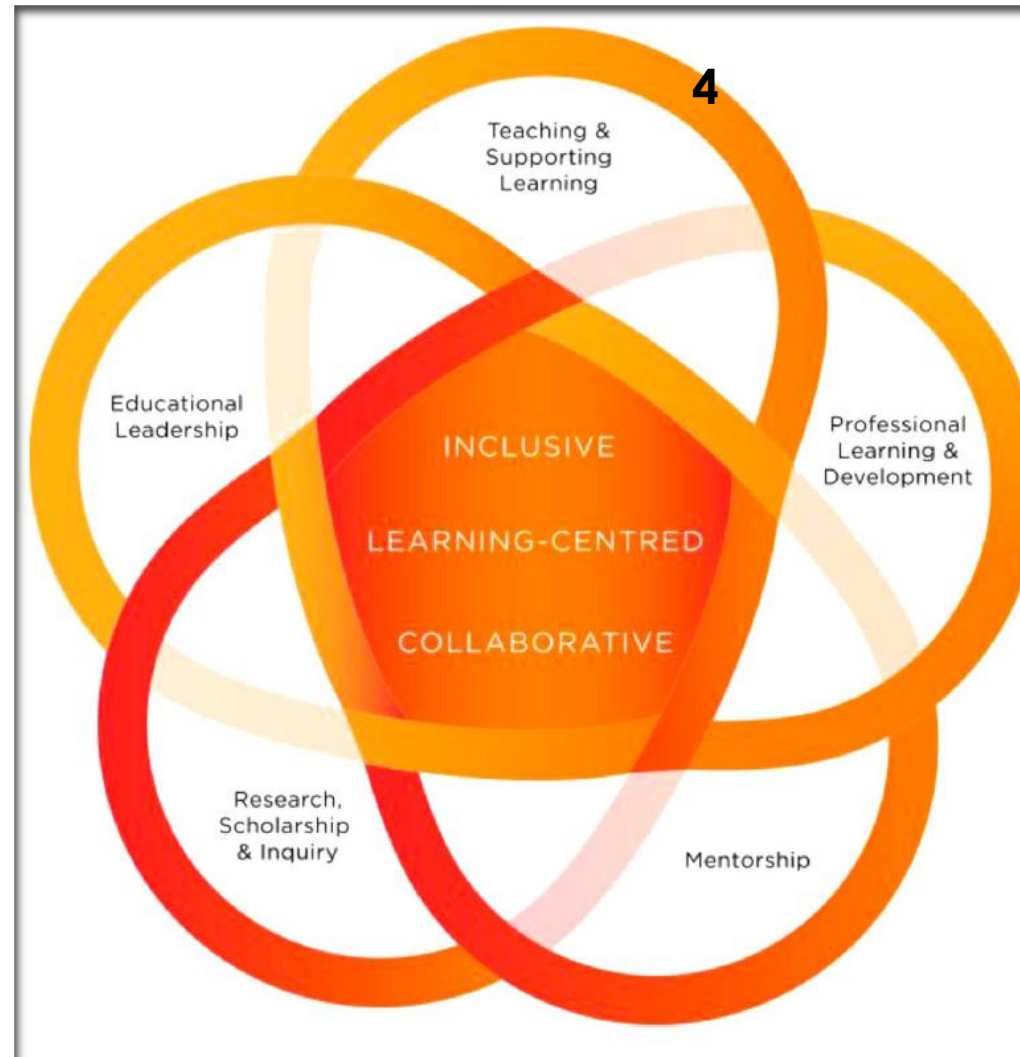 4
Teaching &
Supporting
Learning
Educational
Leadership
Professional
Learning &
Development
INCLUSIVE
LEARNING-CENTRED
COLLABORATIVE
Research,
Scholarship
& Inquiry
Mentorship